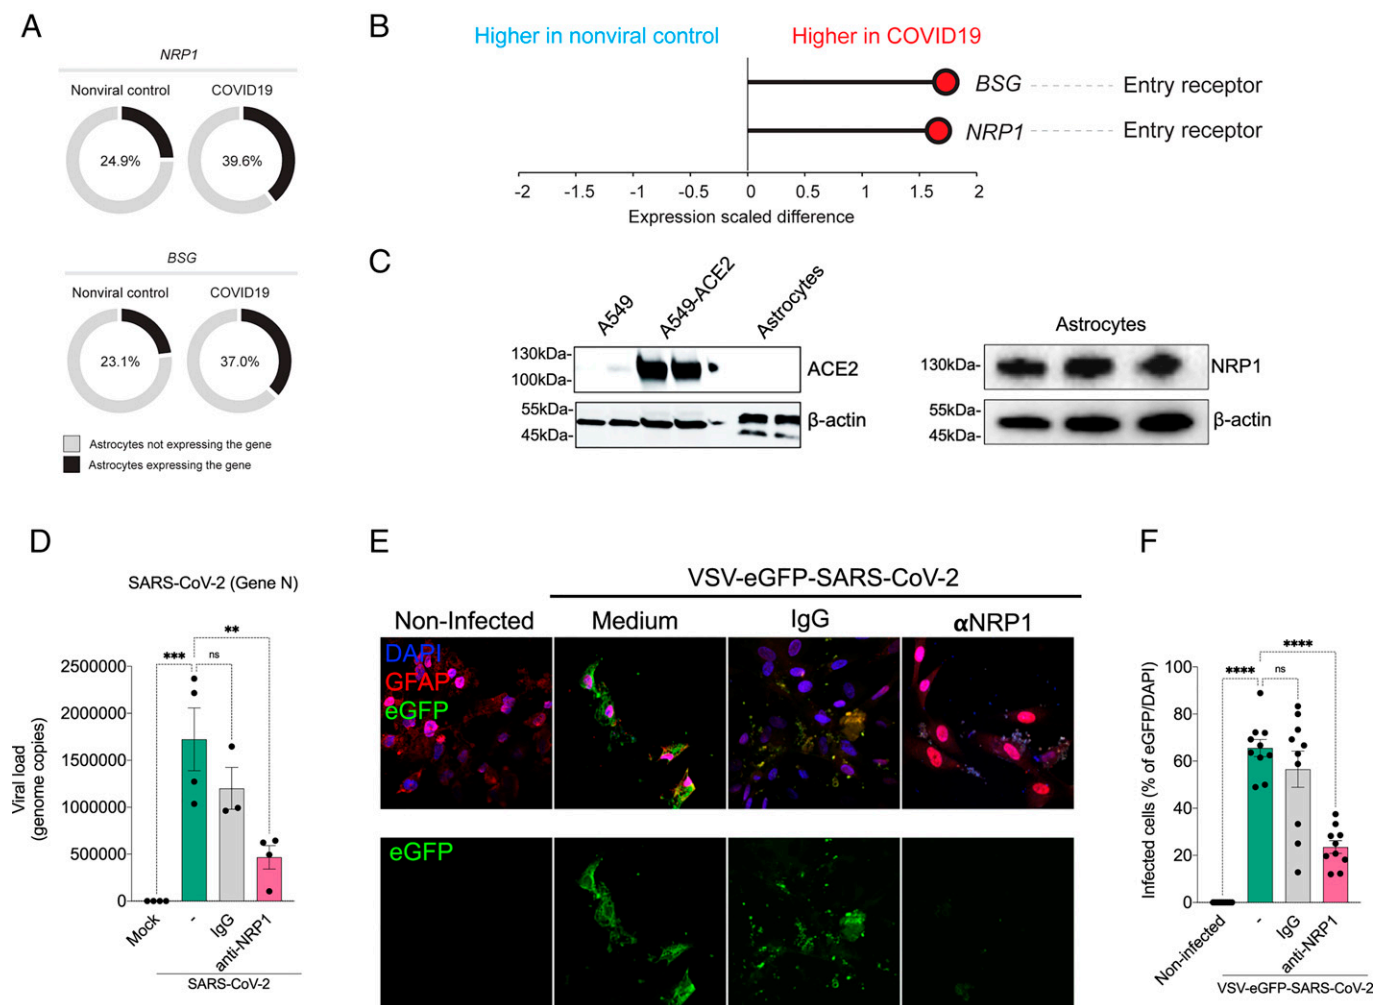 A
NRP1
Nonviral control COVID19
24.9% 39.6%
BSG
Nonviral control COVID19
23.1% 37.0%
Astrocytes not expressing the gene
Astrocytes expressing the gene
B
Higher in nonviral control Higher in COVID19
BSG Entry receptor
NRP1 Entry receptor
-2 -1.5 -1 -0.5 0 0.5 1 1.5 2
Expression scaled difference
C
A549 A549-ACE2 Astrocytes
130kDa-
100kDa-
ACE2
55kDa-
45kDa-
β-actin
Astrocytes
130kDa-
NRP1
55kDa-
45kDa-
β-actin
D
SARS-CoV-2 (Gene N)
**
*** ns
Viral load
(genome copies)
2500000
2000000
1500000
1000000
500000
0
Mock - IgG anti-NRP1
SARS-CoV-2
E
VSV-eGFP-SARS-CoV-2
Non-Infected Medium IgG αNRP1
DAPI
GFAP
eGFP
eGFP
F
****
**** ns
Infected cells (% of eGFP/DAPI)
100
80
60
40
20
0
Non-infected - IgG anti-NRP1
VSV-eGFP-SARS-CoV-2